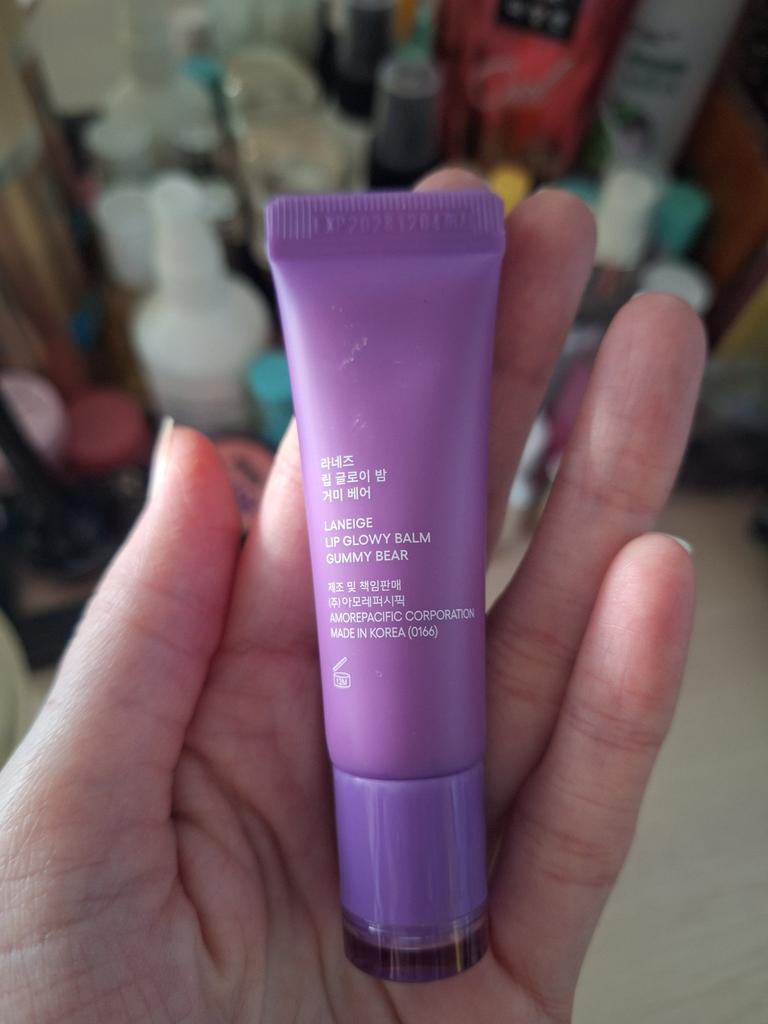 EXP20281204
라네즈
립 글로이 밤
거미 베어
LANEIGE
LIP GLOWY BALM
GUMMY BEAR
제조 및 책임판매
(주)아모레퍼시픽
AMOREPACIFIC CORPORATION
MADE IN KOREA (0166)
12M